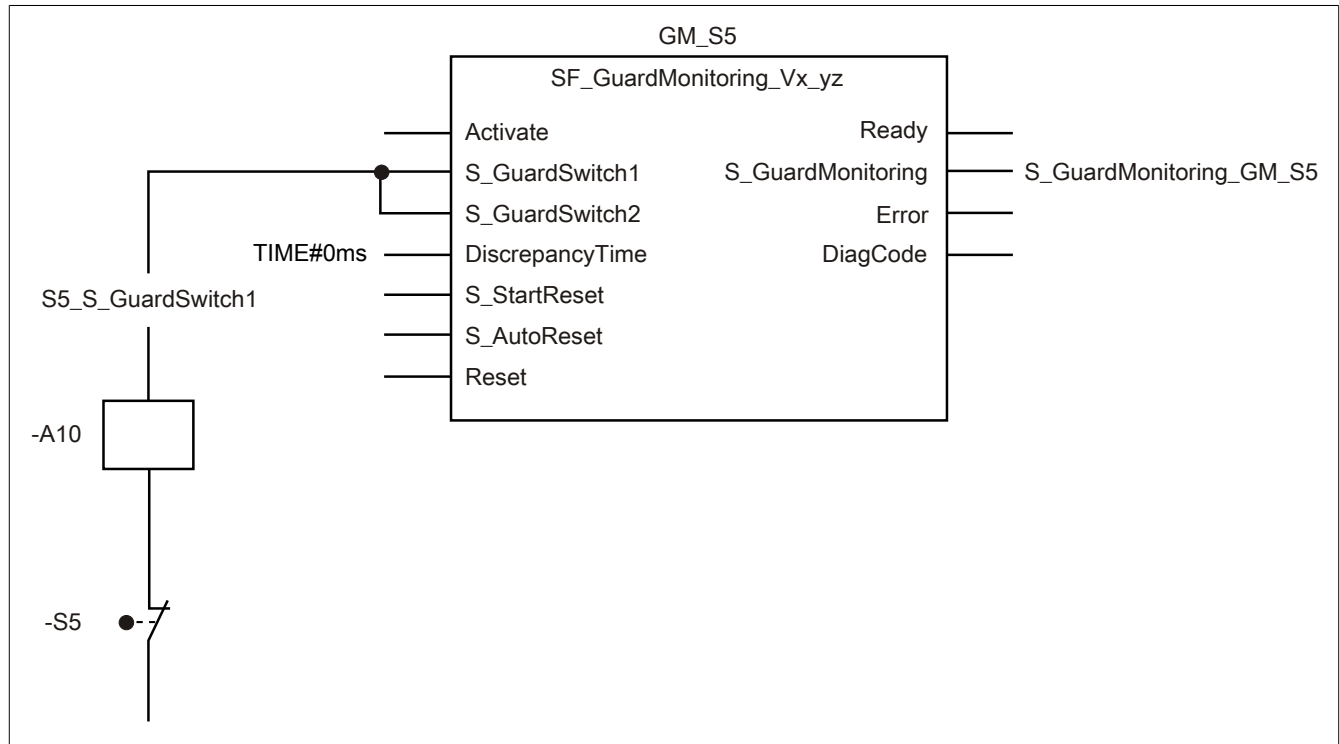 GM_S5
SF_GuardMonitoring_Vx_yz
Activate Ready
S_GuardSwitch1 S_GuardMonitoring S_GuardMonitoring_GM_S5
S_GuardSwitch2 Error
TIME#0ms DiscrepancyTime DiagCode
S5_S_GuardSwitch1 S_StartReset
S_AutoReset
Reset
-A10
-S5